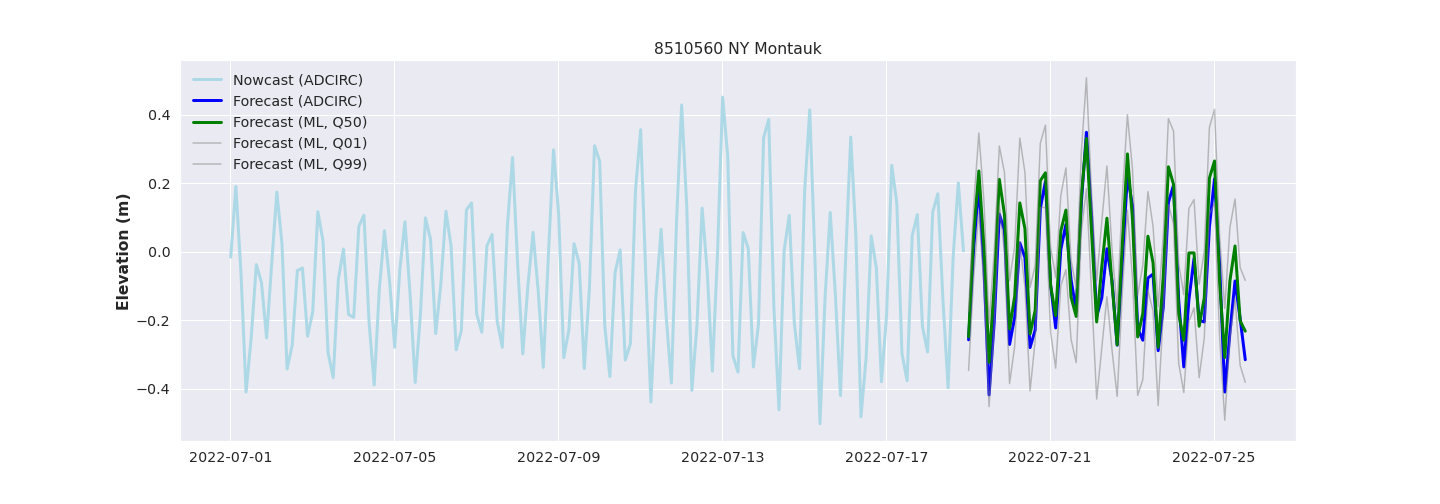 8510560 NY Montauk
Nowcast (ADCIRC)
Forecast (ADCIRC)
Forecast (ML, Q50)
Forecast (ML, Q01)
Forecast (ML, Q99)
Elevation (m)
0.4
0.2
0.0
−0.2
−0.4
2022-07-01 2022-07-05 2022-07-09 2022-07-13 2022-07-17 2022-07-21 2022-07-25